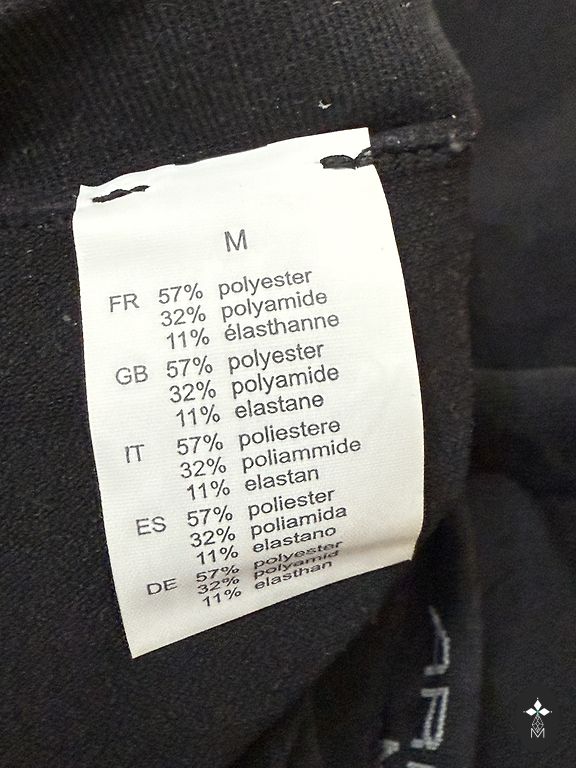 M
FR 57% polyester
32% polyamide
11% élasthanne
GB 57% polyester
32% polyamide
11% elastane
IT 57% poliestere
32% poliammide
11% elastan
ES 57% poliester
32% poliamida
11% elastano
DE 57% polyester
32% polyamid
11% elasthan
M